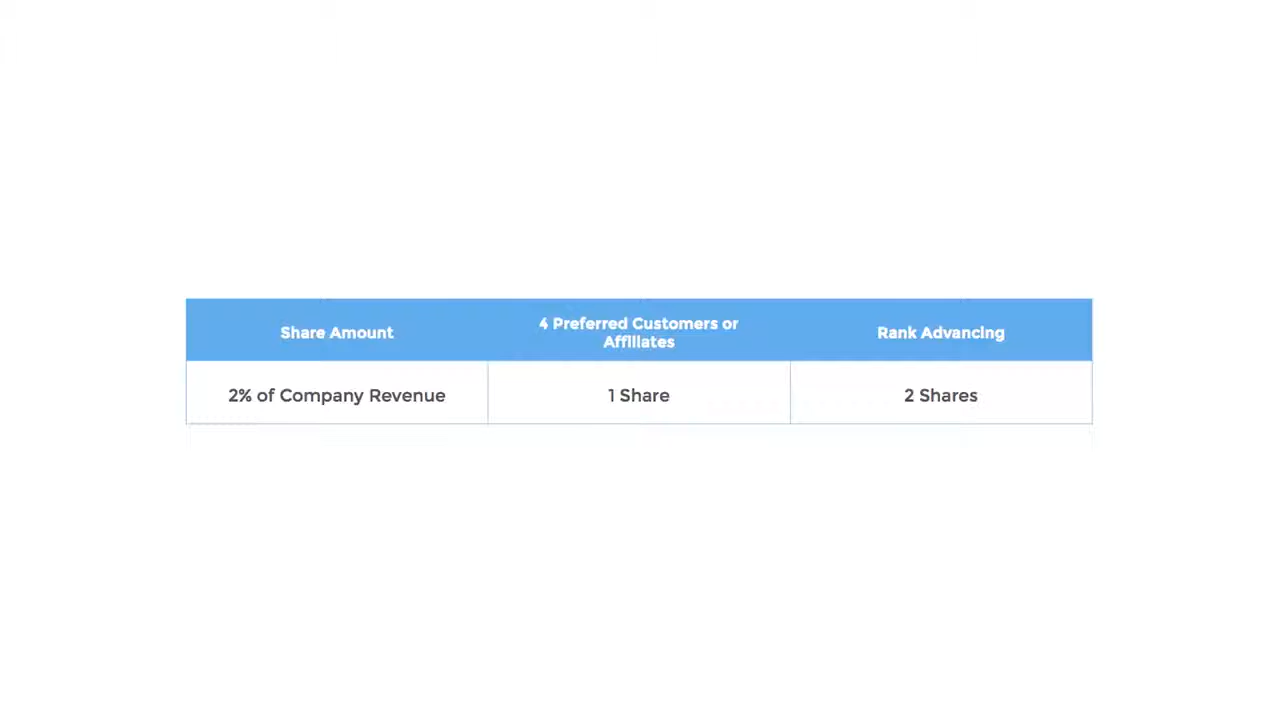 Share Amount
4 Preferred Customers or
Affiliates
Rank Advancing
2% of Company Revenue
1 Share
2 Shares